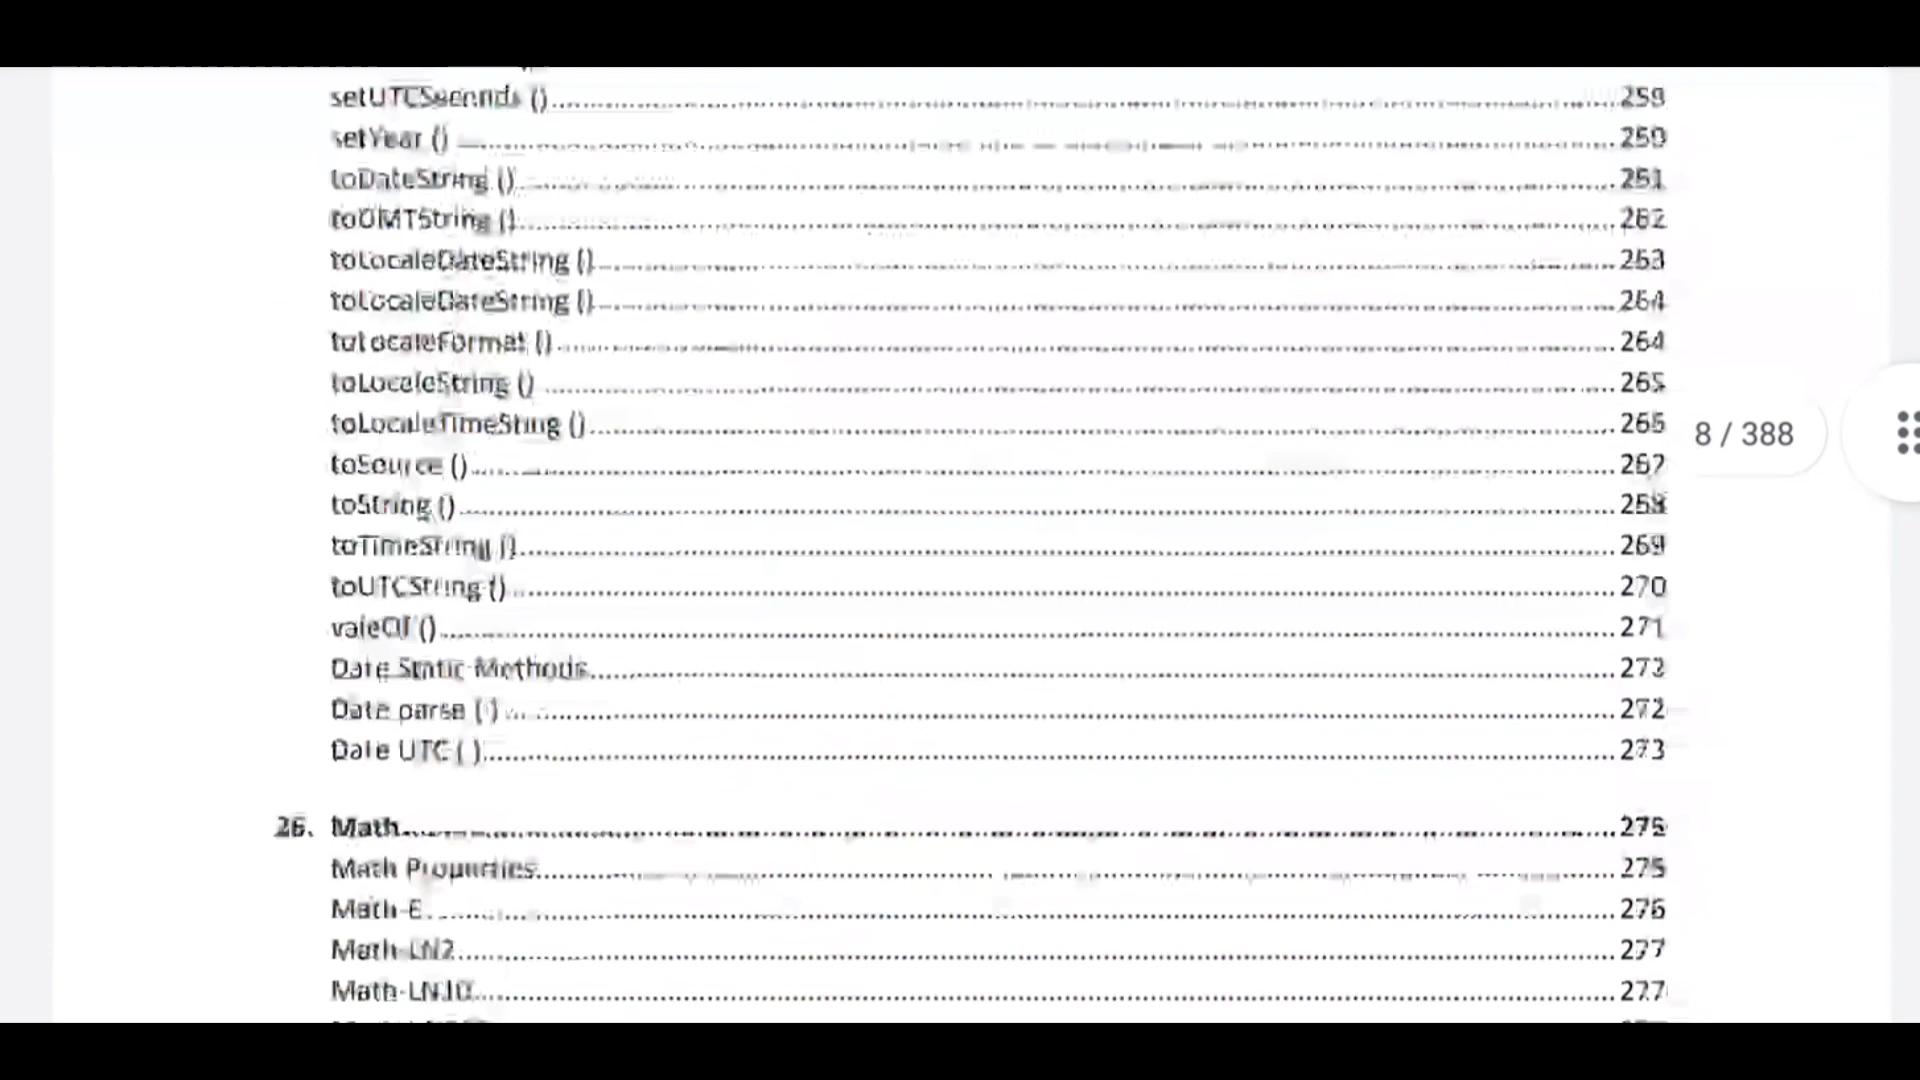 setUTCSeconds ()........259
setYear ()........
toDateString ()........261
toGMTString ()........262
toLocaleDateString ()........263
toLocaleDateString ()........264
toLocaleFormat ()........264
toLocaleString ()........265
toLocaleTimeString ()........266
toSource ()........267
toString ()........268
toTimeString ()........269
toUTCString ()........270
valeOf ()........271
Date Static Methods........272
Date parse ( )........272
Date UTC ( )........273
26. Math........275
Math Properties........275
Math-E........276
Math-LN2........277
Math-LN10........277
8 / 388